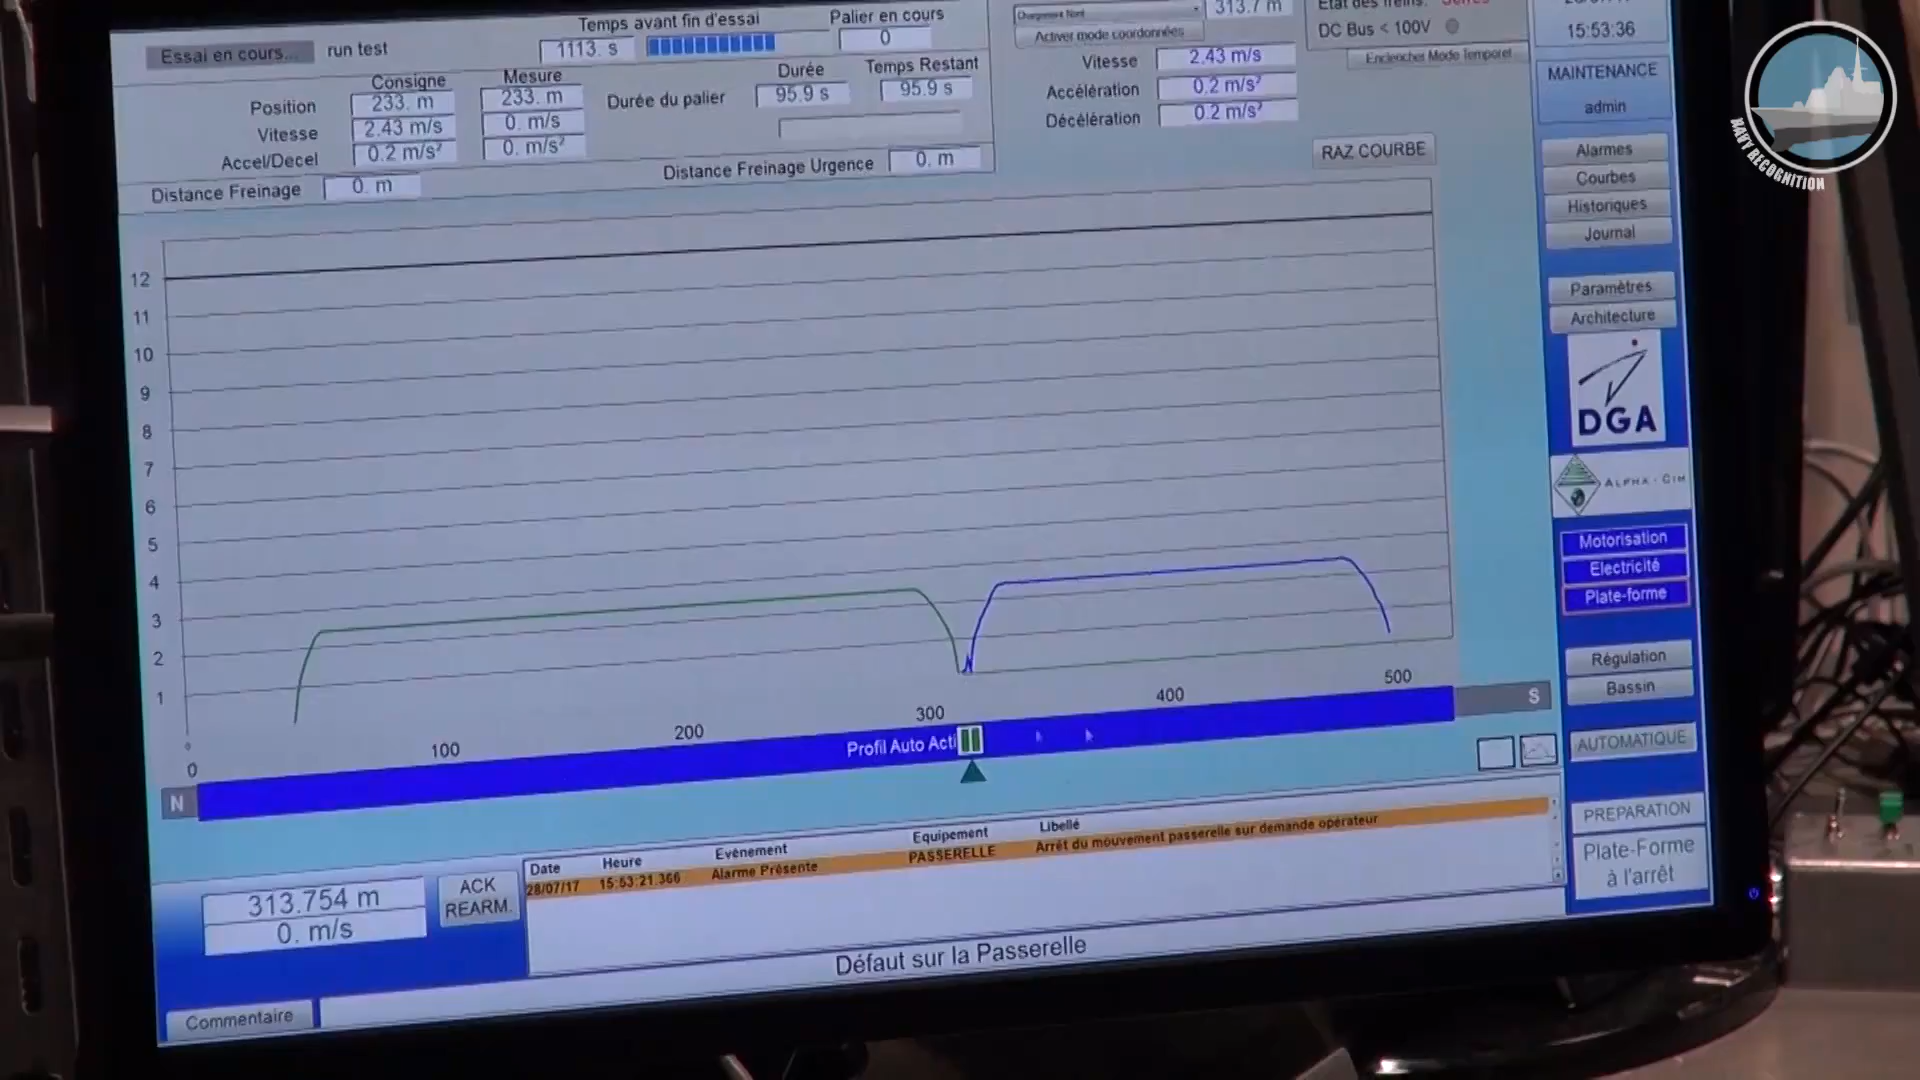 Essai en cours... run test
Temps avant fin d'essai
1113. s
Palier en cours
0
Consigne Mesure
Position 233. m 233. m
Vitesse 2.43 m/s 0. m/s
Accel/Decel 0.2 m/s² 0. m/s²
Distance Freinage 0. m
Durée Temps Restant
Durée du palier 95.9 s 95.9 s
Distance Freinage Urgence 0. m
313.7 m
Activer mode coordonnées
Vitesse 2.43 m/s
Accélération 0.2 m/s²
Décélération 0.2 m/s²
DC Bus < 100V
Enclencher Mode Temporel
RAZ COURBE
15:53:36
MAINTENANCE
admin
Alarmes
Courbes
Historiques
Journal
Paramètres
Architecture
DGA
ALPHA - CIM
Motorisation
Electricité
Plate-forme
Régulation
Bassin
AUTOMATIQUE
PREPARATION
Plate-Forme
à l'arrêt
12
11
10
9
8
7
6
5
4
3
2
1
0
0 100 200 300 400 500
N Profil Auto Acti S
Date Heure Evènement Equipement Libellé
28/07/17 15:53:21.366 Alarme Présente PASSERELLE Arrêt du mouvement passerelle sur demande opérateur
313.754 m
0. m/s
ACK
REARM.
Défaut sur la Passerelle
Commentaire
NAVY RECOGNITION